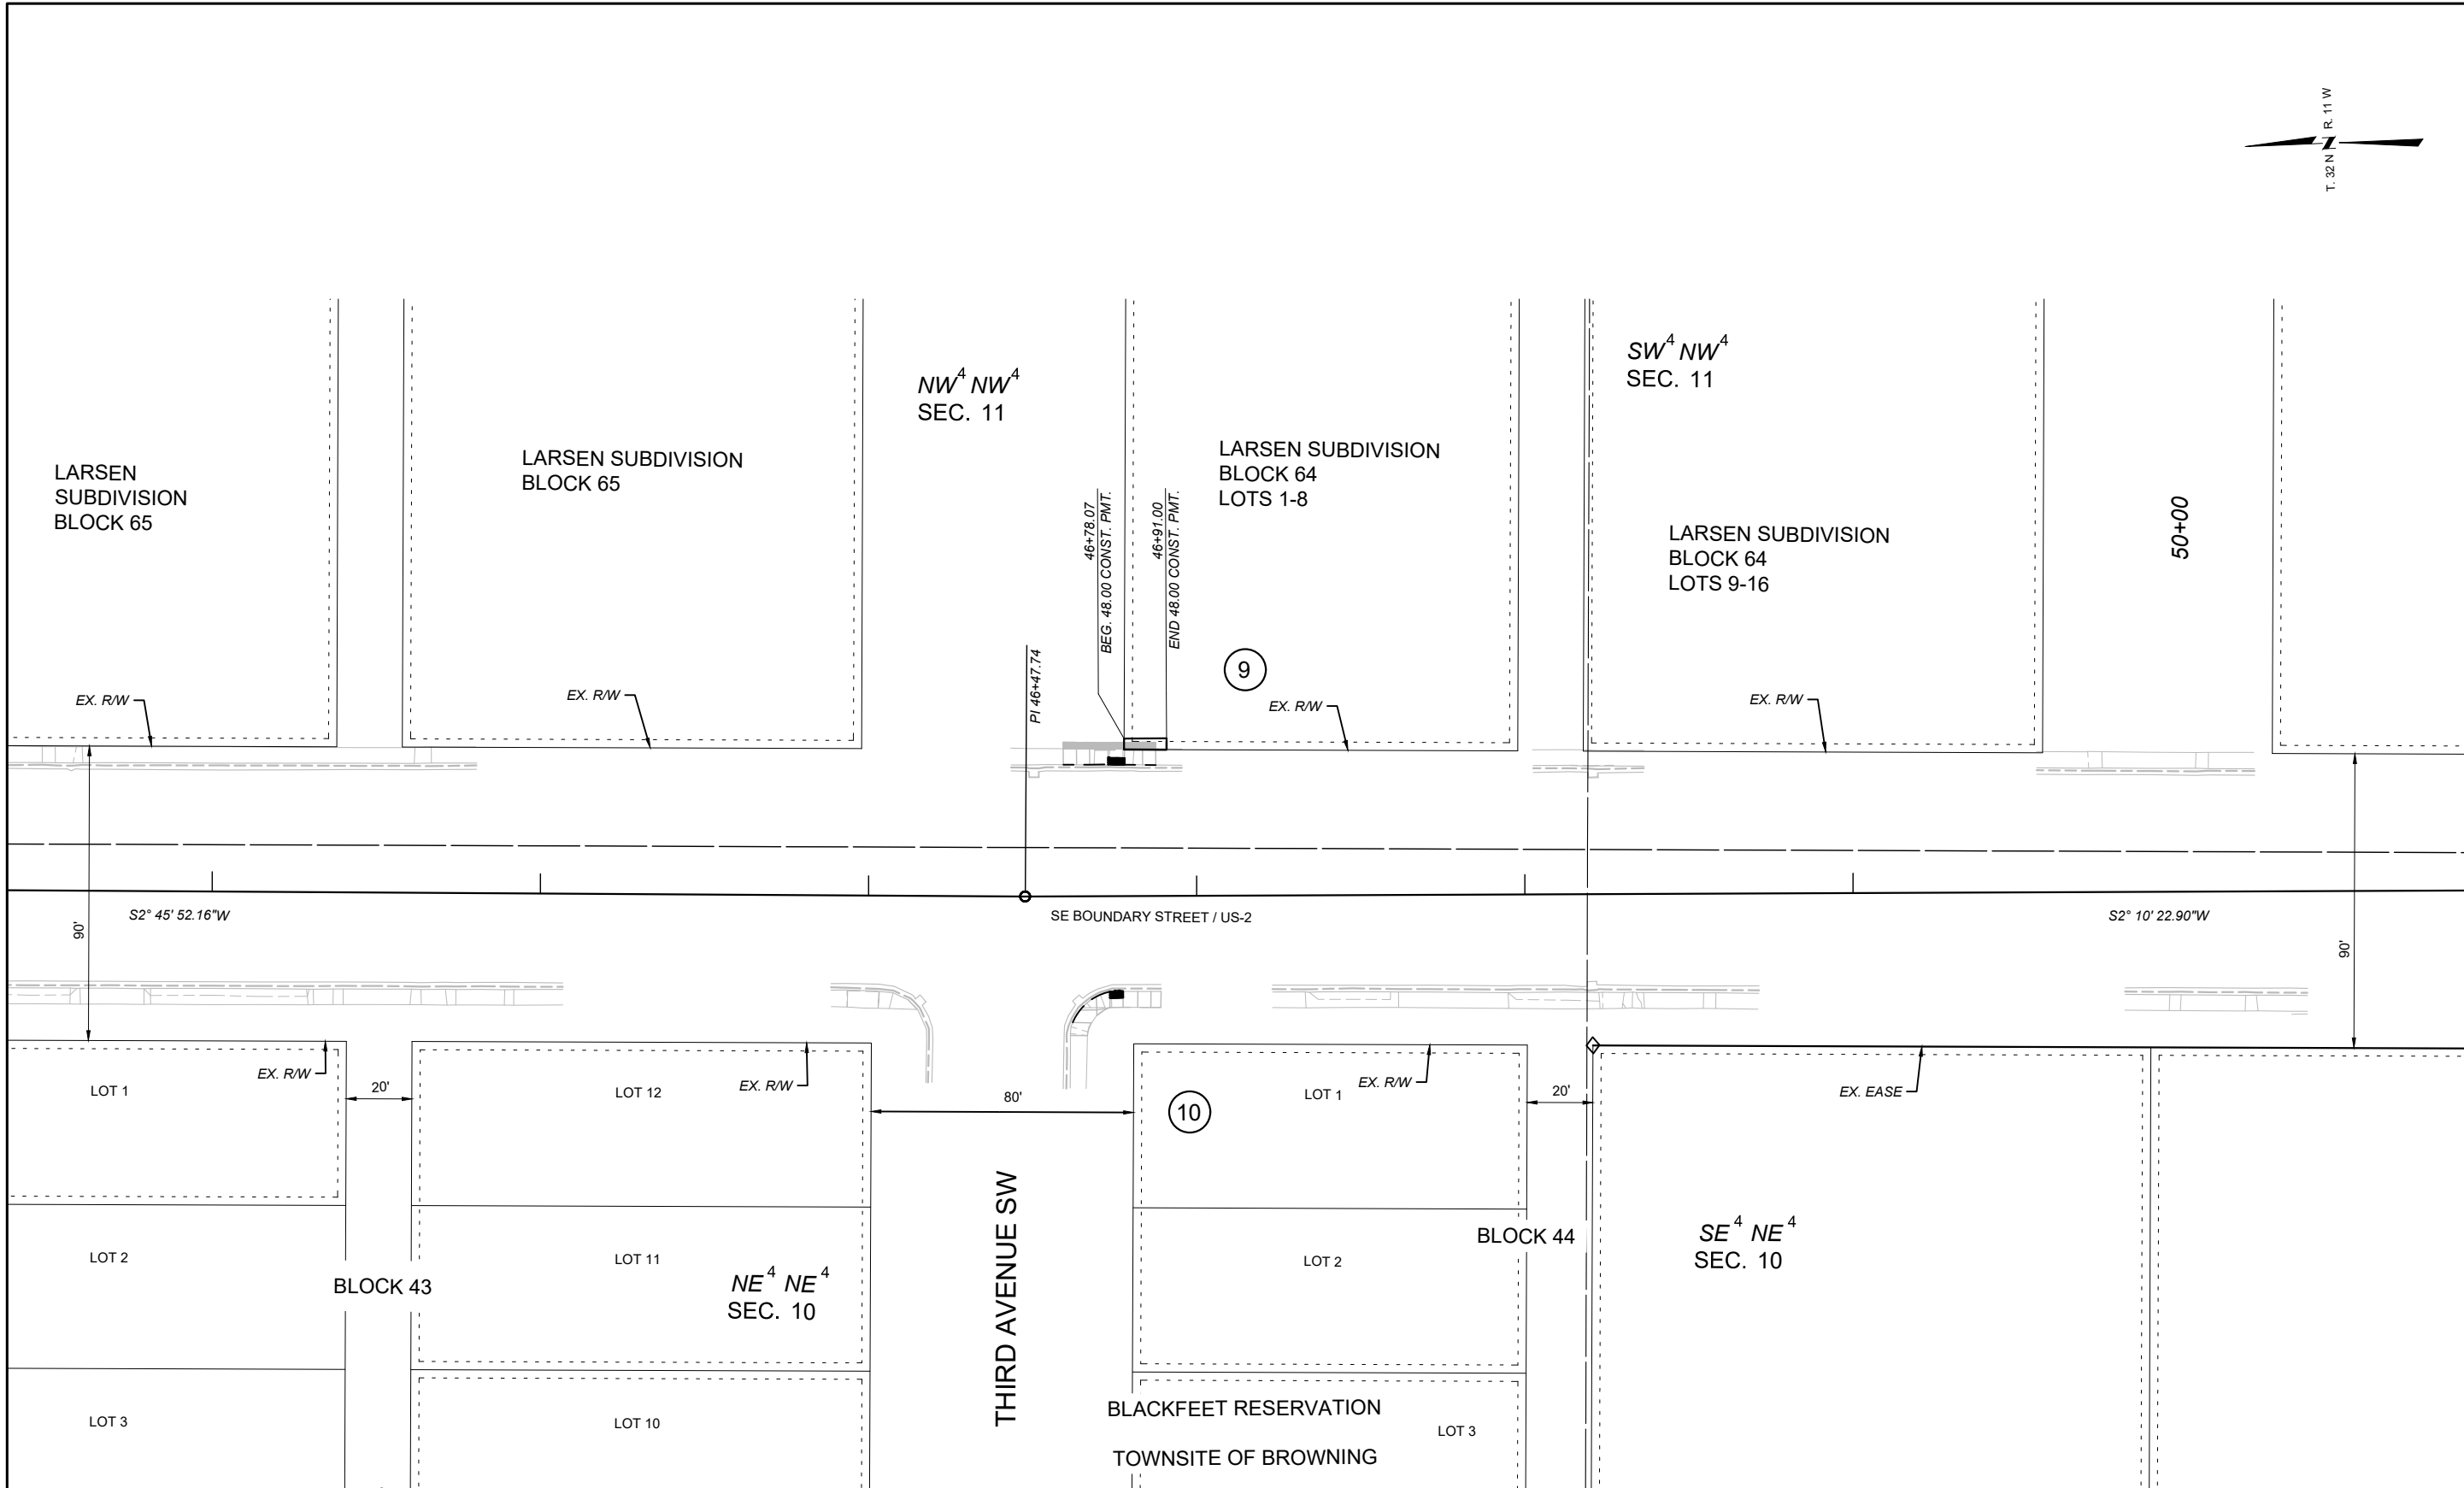 R. 11 W
T. 32 N
N
SW⁴ NW⁴
SEC. 11
NW⁴ NW⁴
SEC. 11
LARSEN
SUBDIVISION
BLOCK 65
LARSEN SUBDIVISION
BLOCK 65
LARSEN SUBDIVISION
BLOCK 64
LOTS 1-8
LARSEN SUBDIVISION
BLOCK 64
LOTS 9-16
50+00
46+78.07
BEG. 48.00 CONST. PMT.
46+91.00
END 48.00 CONST. PMT.
PI 46+47.74
9
EX. R/W
EX. R/W
EX. R/W
EX. R/W
S2° 45' 52.16"W
SE BOUNDARY STREET / US-2
S2° 10' 22.90"W
90'
90'
EX. R/W
EX. R/W
EX. R/W
EX. EASE
LOT 1
20'
LOT 12
80'
10
LOT 1
20'
THIRD AVENUE SW
BLOCK 44
SE⁴ NE⁴
SEC. 10
LOT 2
LOT 11
LOT 2
BLOCK 43
NE⁴ NE⁴
SEC. 10
LOT 3
LOT 10
BLACKFEET RESERVATION
TOWNSITE OF BROWNING
LOT 3